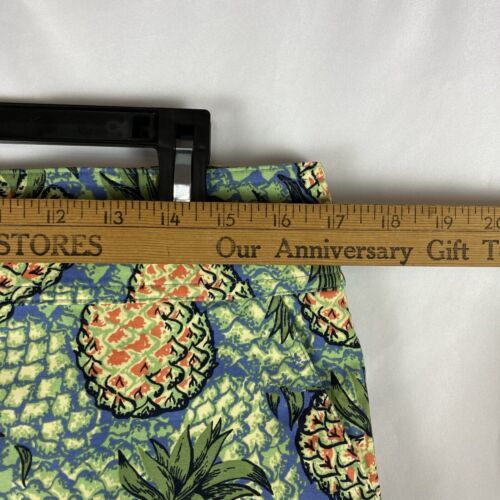 12 13 14 15 16 17 18 19 20
STORES Our Anniversary Gift T